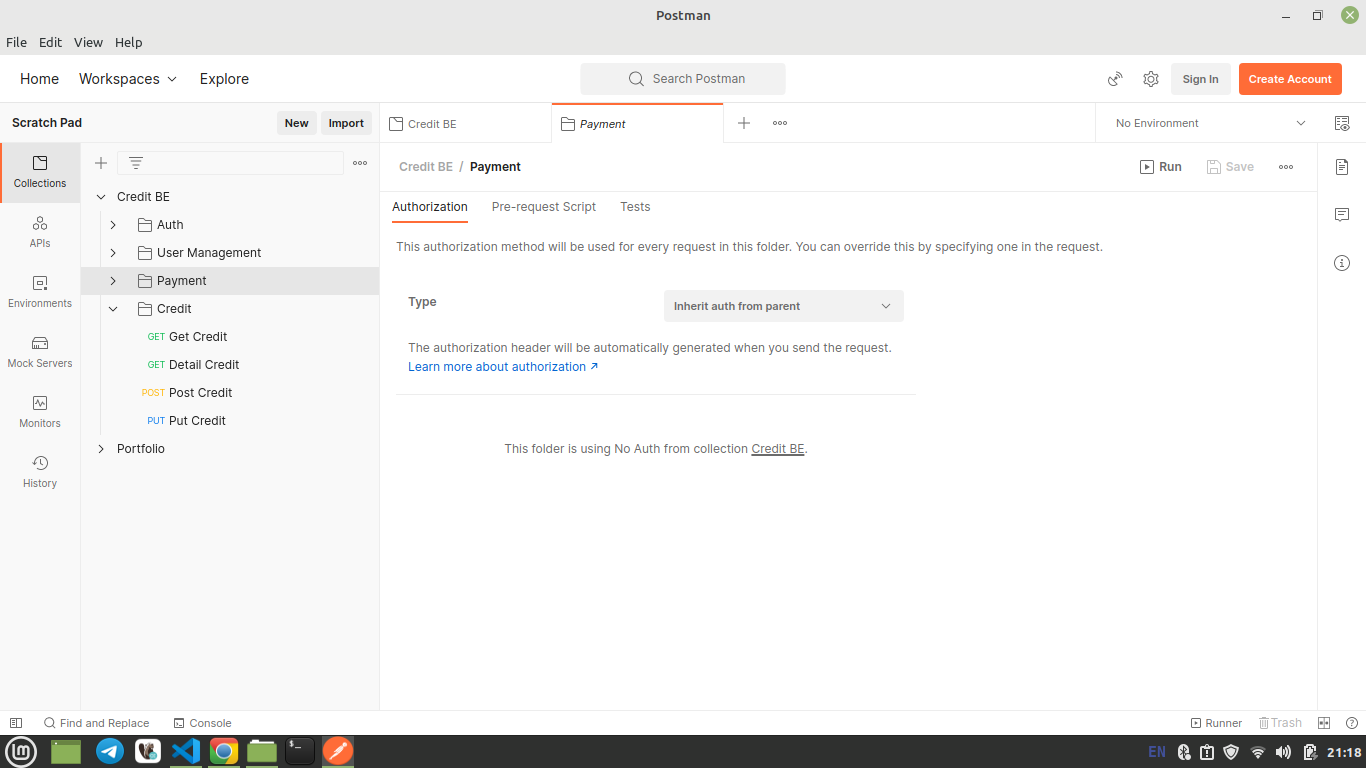 Postman
File Edit View Help
Home Workspaces Explore
Search Postman
Sign In
Create Account
Scratch Pad
New
Import
Credit BE
Payment
No Environment
Collections
APIs
Environments
Mock Servers
Monitors
History
Credit BE
Auth
User Management
Payment
Credit
GET Get Credit
GET Detail Credit
POST Post Credit
PUT Put Credit
Portfolio
Credit BE / Payment
Run
Save
Authorization Pre-request Script Tests
This authorization method will be used for every request in this folder. You can override this by specifying one in the request.
Type
Inherit auth from parent
The authorization header will be automatically generated when you send the request.
Learn more about authorization ↗
This folder is using No Auth from collection Credit BE.
Find and Replace
Console
Runner
Trash
EN
21:18